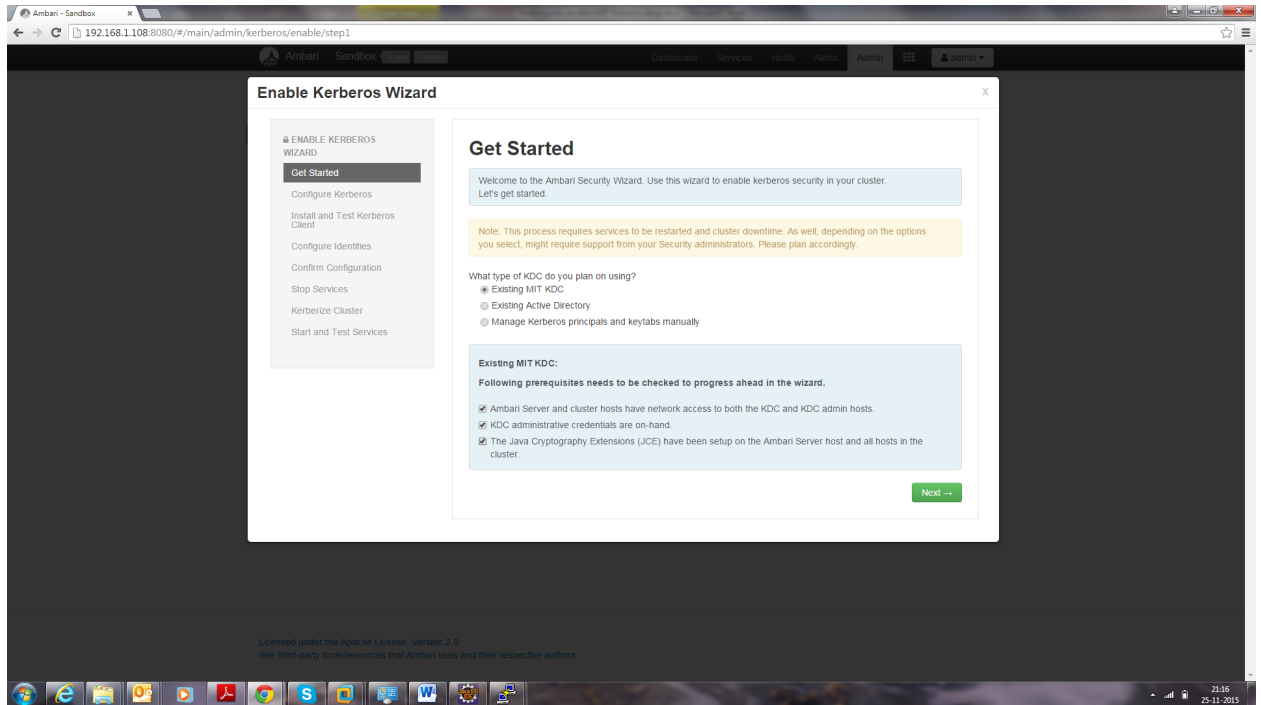 Ambari - Sandbox
192.168.1.108:8080/#/main/admin/kerberos/enable/step1
Ambari Sandbox
Dashboard Services Hosts Alerts Admin admin
Enable Kerberos Wizard
X
ENABLE KERBEROS
WIZARD
Get Started
Configure Kerberos
Install and Test Kerberos
Client
Configure Identities
Confirm Configuration
Stop Services
Kerberize Cluster
Start and Test Services
Get Started
Welcome to the Ambari Security Wizard. Use this wizard to enable kerberos security in your cluster.
Let's get started.
Note: This process requires services to be restarted and cluster downtime. As well, depending on the options
you select, might require support from your Security administrators. Please plan accordingly.
What type of KDC do you plan on using?
Existing MIT KDC
Existing Active Directory
Manage Kerberos principals and keytabs manually
Existing MIT KDC:
Following prerequisites needs to be checked to progress ahead in the wizard.
Ambari Server and cluster hosts have network access to both the KDC and KDC admin hosts.
KDC administrative credentials are on-hand.
The Java Cryptography Extensions (JCE) have been setup on the Ambari Server host and all hosts in the
cluster.
Next →
Licensed under the Apache License, Version 2.0.
See third-party tools/resources that Ambari uses and their respective authors
21:16
25-11-2015